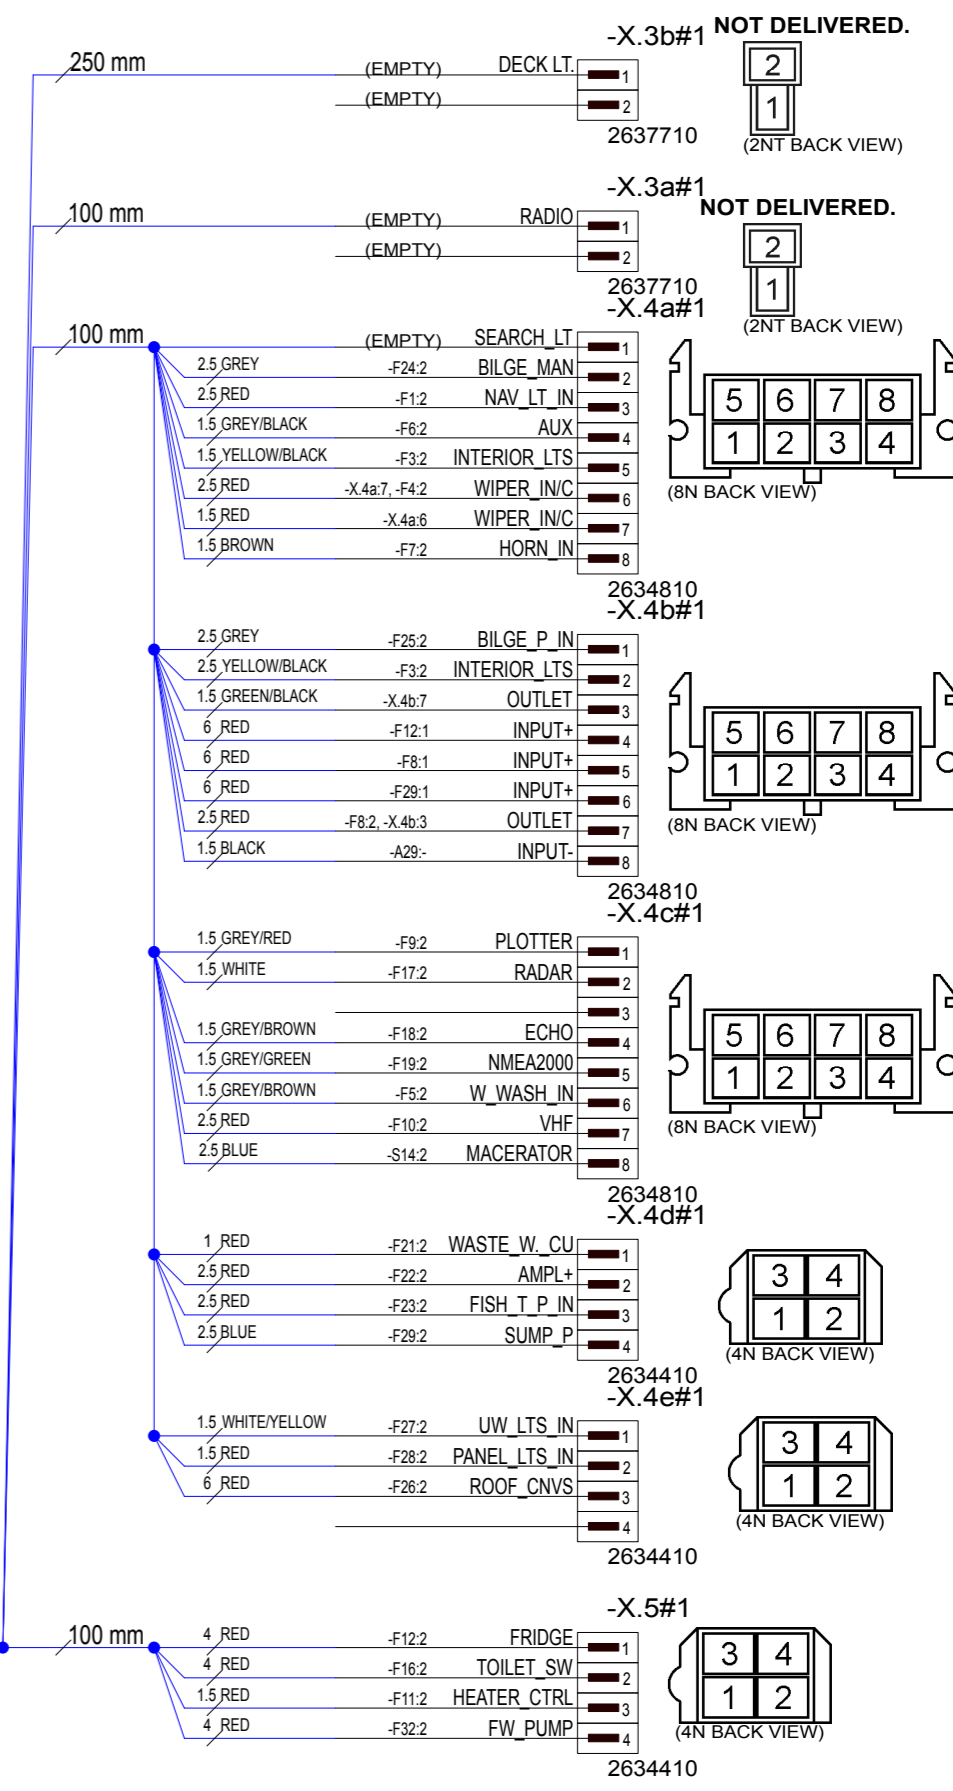 -X.3b#1 NOT DELIVERED.
250 mm (EMPTY) DECK LT. 1 2
(EMPTY) 2 1
2637710 (2NT BACK VIEW)
-X.3a#1
NOT DELIVERED.
100 mm (EMPTY) RADIO 1 2
(EMPTY) 2 1
2637710
-X.4a#1 (2NT BACK VIEW)
100 mm (EMPTY) SEARCH_LT 1
2.5 GREY -F24:2 BILGE_MAN 2
2.5 RED -F1:2 NAV_LT_IN 3 5 6 7 8
1.5 GREY/BLACK -F6:2 AUX 4 1 2 3 4
1.5 YELLOW/BLACK -F3:2 INTERIOR_LTS 5
2.5 RED -X.4a:7, -F4:2 WIPER_IN/C 6 (8N BACK VIEW)
1.5 RED -X.4a:6 WIPER_IN/C 7
1.5 BROWN -F7:2 HORN_IN 8
2634810
-X.4b#1
2.5 GREY -F25:2 BILGE_P_IN 1
2.5 YELLOW/BLACK -F3:2 INTERIOR_LTS 2
1.5 GREEN/BLACK -X.4b:7 OUTLET 3
6 RED -F12:1 INPUT+ 4 5 6 7 8
6 RED -F8:1 INPUT+ 5 1 2 3 4
6 RED -F29:1 INPUT+ 6
2.5 RED -F8:2, -X.4b:3 OUTLET 7 (8N BACK VIEW)
1.5 BLACK -A29:- INPUT- 8
2634810
-X.4c#1
1.5 GREY/RED -F9:2 PLOTTER 1
1.5 WHITE -F17:2 RADAR 2
3
1.5 GREY/BROWN -F18:2 ECHO 4 5 6 7 8
1.5 GREY/GREEN -F19:2 NMEA2000 5 1 2 3 4
1.5 GREY/BROWN -F5:2 W_WASH_IN 6
2.5 RED -F10:2 VHF 7 (8N BACK VIEW)
2.5 BLUE -S14:2 MACERATOR 8
2634810
-X.4d#1
1 RED -F21:2 WASTE_W._CU 1
2.5 RED -F22:2 AMPL+ 2 3 4
2.5 RED -F23:2 FISH_T_P_IN 3 1 2
2.5 BLUE -F29:2 SUMP_P 4 (4N BACK VIEW)
2634410
-X.4e#1
1.5 WHITE/YELLOW -F27:2 UW_LTS_IN 1 3 4
1.5 RED -F28:2 PANEL_LTS_IN 2
6 RED -F26:2 ROOF_CNVS 3 1 2
4 (4N BACK VIEW)
2634410
-X.5#1
100 mm 4 RED -F12:2 FRIDGE 1 3 4
4 RED -F16:2 TOILET_SW 2
1.5 RED -F11:2 HEATER_CTRL 3 1 2
4 RED -F32:2 FW_PUMP 4 (4N BACK VIEW)
2634410